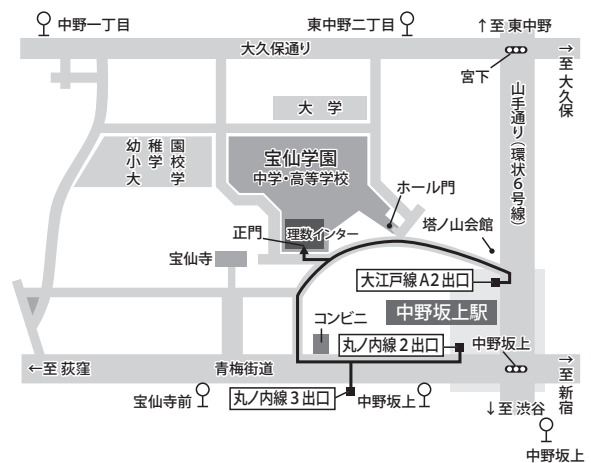 中野一丁目
東中野二丁目
↑至 東中野
大久保通り
→至 大久保
宮下
山手通り(環状6号線)
大 学
幼 稚 園
小 学 校
大 学
宝仙学園
中学・高等学校
ホール門
塔ノ山会館
正門
理数インター
宝仙寺
大江戸線A2出口
中野坂上駅
コンビニ
丸ノ内線2出口
中野坂上
←至 荻窪
青梅街道
→至 新宿
宝仙寺前
丸ノ内線3出口
中野坂上
↓至 渋谷
中野坂上